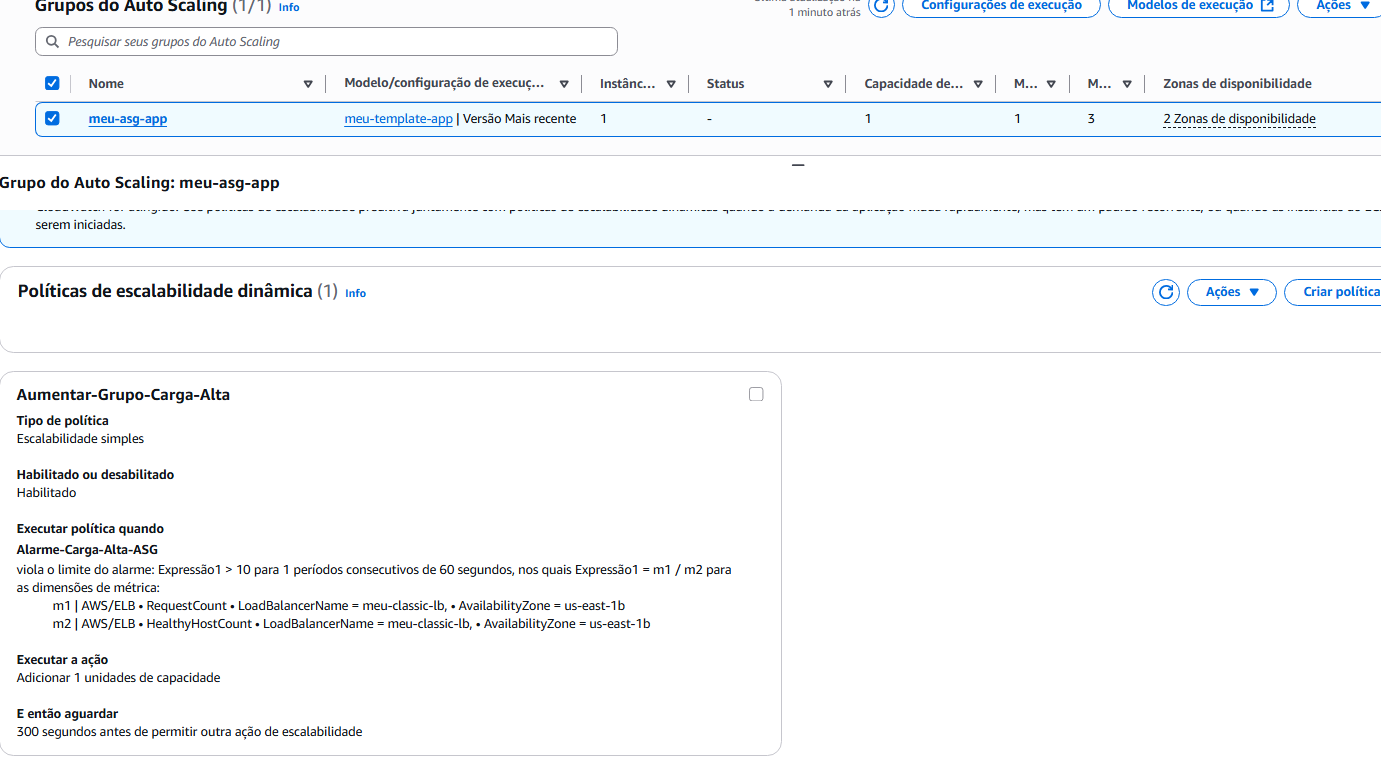 Grupos do Auto Scaling (1/1) Info
1 minuto atrás
Configurações de execução
Modelos de execução
Ações
Pesquisar seus grupos do Auto Scaling
Nome
Modelo/configuração de execuç...
Instânc...
Status
Capacidade de...
M...
M...
Zonas de disponibilidade
meu-asg-app
meu-template-app | Versão Mais recente
1
-
1
1
3
2 Zonas de disponibilidade
Grupo do Auto Scaling: meu-asg-app
serem iniciadas.
Políticas de escalabilidade dinâmica (1) Info
Ações
Criar política
Aumentar-Grupo-Carga-Alta
Tipo de política
Escalabilidade simples
Habilitado ou desabilitado
Habilitado
Executar política quando
Alarme-Carga-Alta-ASG
viola o limite do alarme: Expressão1 > 10 para 1 períodos consecutivos de 60 segundos, nos quais Expressão1 = m1 / m2 para
as dimensões de métrica:
m1 | AWS/ELB • RequestCount • LoadBalancerName = meu-classic-lb, • AvailabilityZone = us-east-1b
m2 | AWS/ELB • HealthyHostCount • LoadBalancerName = meu-classic-lb, • AvailabilityZone = us-east-1b
Executar a ação
Adicionar 1 unidades de capacidade
E então aguardar
300 segundos antes de permitir outra ação de escalabilidade